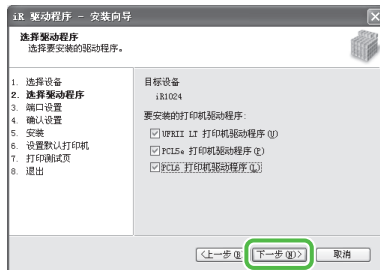 iR 驱动程序 - 安装向导
选择驱动程序
选择要安装的驱动程序。
1. 选择设备
2. 选择驱动程序
3. 端口设置
4. 确认设置
5. 安装
6. 设置默认打印机
7. 打印测试页
8. 退出
目标设备
iR1024
要安装的打印机驱动程序:
UFRII LT 打印机驱动程序(U)
PCL5e 打印机驱动程序(P)
PCL6 打印机驱动程序(L)
<上一步
下一步(N)>
取消